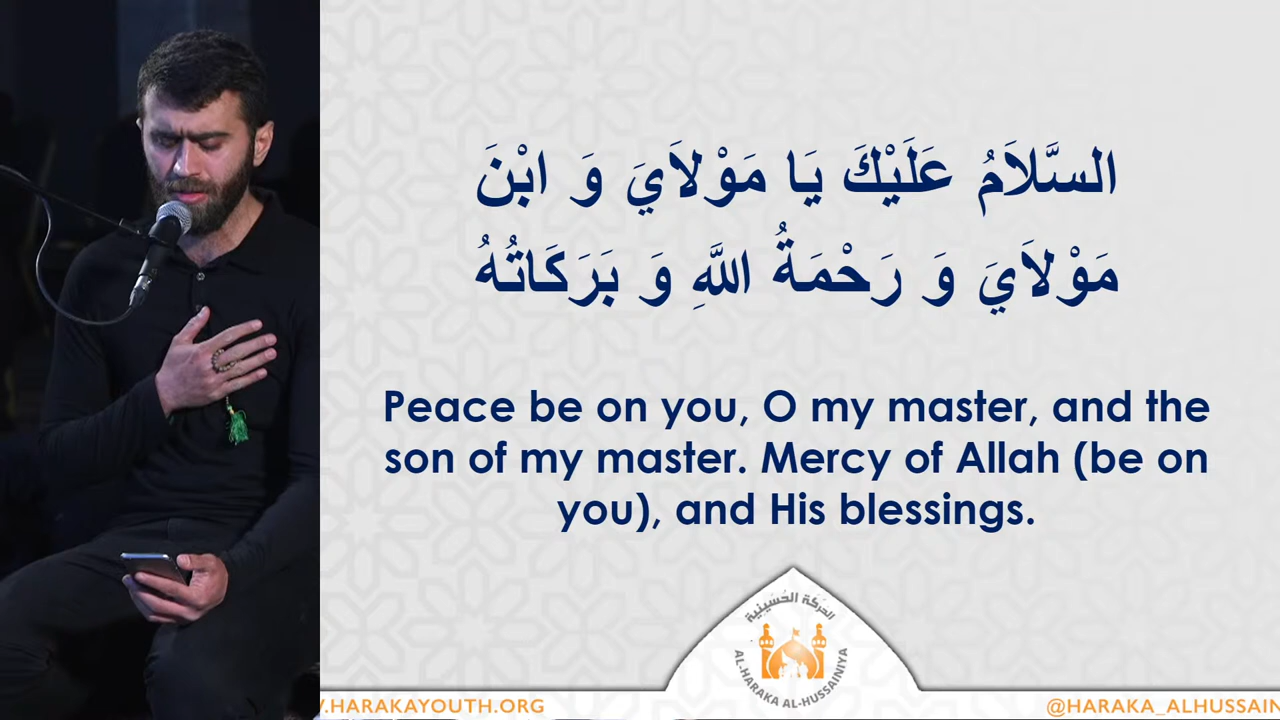 السَّلاَمُ عَلَيْكَ يَا مَوْلاَيَ وَ ابْنَ
مَوْلاَيَ وَ رَحْمَةُ اللَّهِ وَ بَرَكَاتُهُ
Peace be on you, O my master, and the
son of my master. Mercy of Allah (be on
you), and His blessings.
الحركة الحسينية
AL-HARAKA AL-HUSSAINIYA
.HARAKAYOUTH.ORG
@HARAKA_ALHUSSAIN